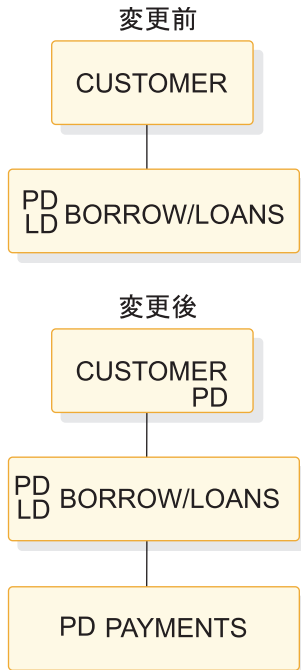 変更前
CUSTOMER
PD
LD BORROW/LOANS
変更後
CUSTOMER
PD
PD
LD BORROW/LOANS
PD PAYMENTS